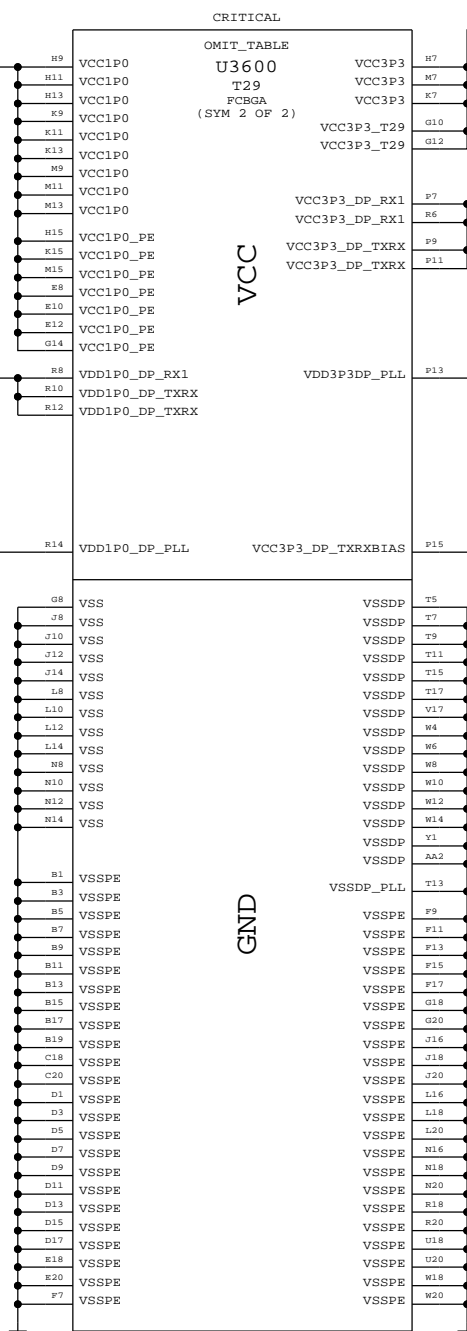 CRITICAL
OMIT_TABLE
U3600
T29
FCBGA
(SYM 2 OF 2)
H9 VCC1P0 VCC3P3 H7
H11 VCC1P0 VCC3P3 M7
H13 VCC1P0 VCC3P3 K7
K9 VCC1P0 VCC3P3_T29 G10
K11 VCC1P0 VCC3P3_T29 G12
K13 VCC1P0
M9 VCC1P0
M11 VCC1P0 VCC3P3_DP_RX1 P7
M13 VCC1P0 VCC3P3_DP_RX1 R6
H15 VCC1P0_PE VCC3P3_DP_TXRX P9
K15 VCC1P0_PE VCC3P3_DP_TXRX P11
M15 VCC1P0_PE
E8 VCC1P0_PE
E10 VCC1P0_PE
E12 VCC1P0_PE
G14 VCC1P0_PE
VCC
R8 VDD1P0_DP_RX1 VDD3P3DP_PLL P13
R10 VDD1P0_DP_TXRX
R12 VDD1P0_DP_TXRX
R14 VDD1P0_DP_PLL VCC3P3_DP_TXRXBIAS P15
G8 VSS VSSDP T5
J8 VSS VSSDP T7
J10 VSS VSSDP T9
J12 VSS VSSDP T11
J14 VSS VSSDP T15
L8 VSS VSSDP T17
L10 VSS VSSDP V17
L12 VSS VSSDP W4
L14 VSS VSSDP W6
N8 VSS VSSDP W8
N10 VSS VSSDP W10
N12 VSS VSSDP W12
N14 VSS VSSDP W14
VSSDP Y1
VSSDP AA2
B1 VSSPE VSSDP_PLL T13
B3 VSSPE
B5 VSSPE VSSPE F9
B7 VSSPE VSSPE F11
B9 VSSPE VSSPE F13
B11 VSSPE VSSPE F15
B13 VSSPE VSSPE F17
B15 VSSPE VSSPE G18
B17 VSSPE VSSPE G20
B19 VSSPE VSSPE J16
C18 VSSPE VSSPE J18
C20 VSSPE VSSPE J20
D1 VSSPE VSSPE L16
D3 VSSPE VSSPE L18
D5 VSSPE VSSPE L20
D7 VSSPE VSSPE N16
D9 VSSPE VSSPE N18
D11 VSSPE VSSPE N20
D13 VSSPE VSSPE R18
D15 VSSPE VSSPE R20
D17 VSSPE VSSPE U18
E18 VSSPE VSSPE U20
E20 VSSPE VSSPE W18
F7 VSSPE VSSPE W20
GND